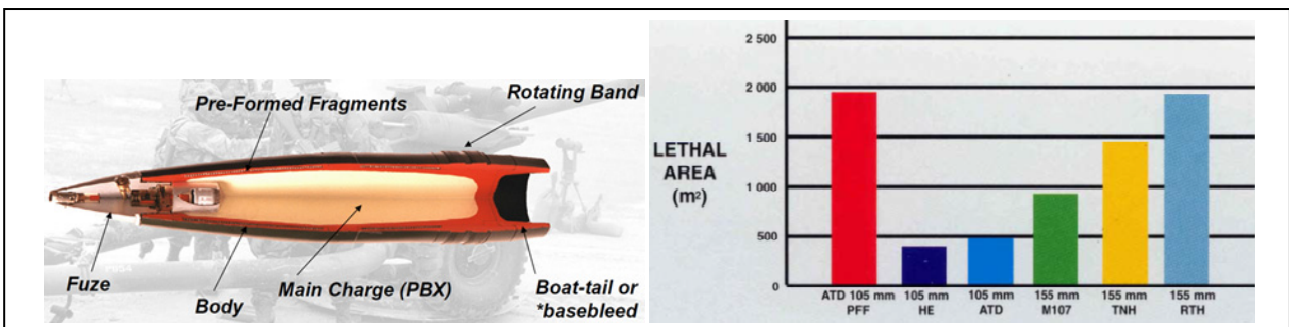 Pre-Formed Fragments
Rotating Band
Fuze
Body
Main Charge (PBX)
Boat-tail or
*basebleed
LETHAL
AREA
(m²)
2 500
2 000
1 500
1 000
500
0
ATD 105 mm
PFF
105 mm
HE
105 mm
ATD
155 mm
M107
155 mm
TNH
155 mm
RTH